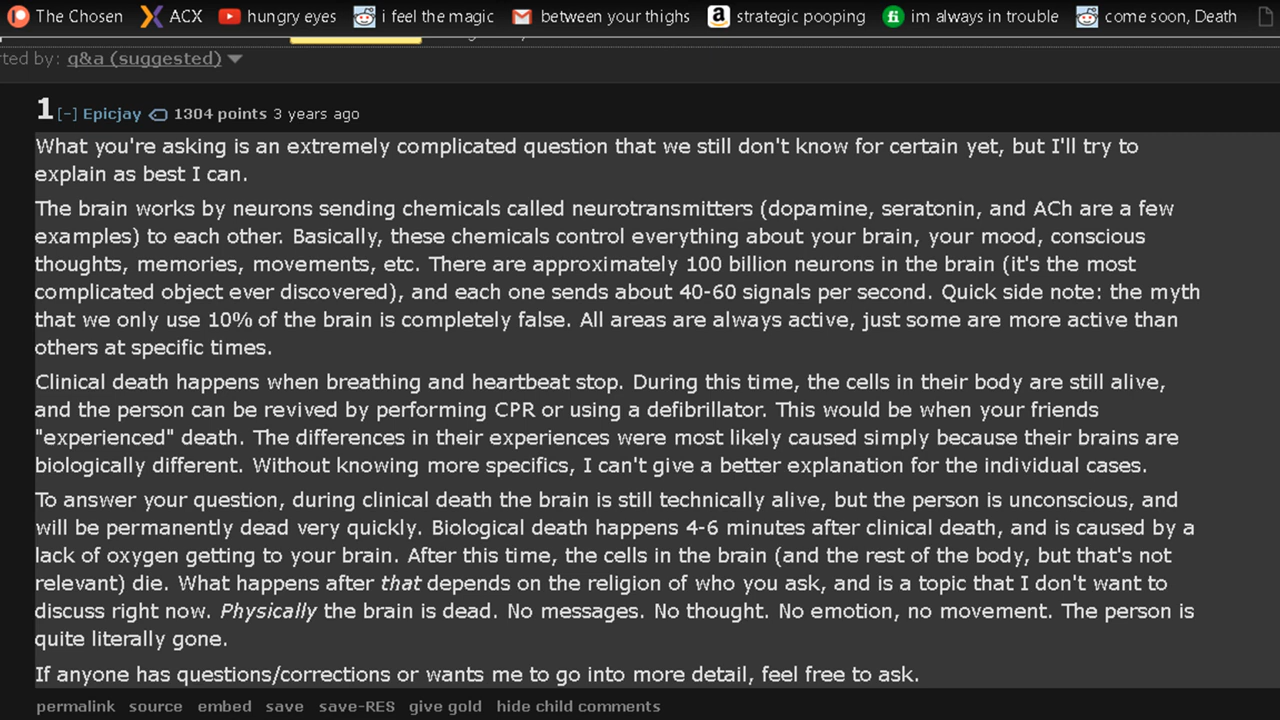 The Chosen ACX hungry eyes i feel the magic between your thighs strategic pooping im always in trouble come soon, Death
ted by: q&a (suggested)
1 [-] Epicjay 1304 points 3 years ago
What you're asking is an extremely complicated question that we still don't know for certain yet, but I'll try to
explain as best I can.
The brain works by neurons sending chemicals called neurotransmitters (dopamine, seratonin, and ACh are a few
examples) to each other. Basically, these chemicals control everything about your brain, your mood, conscious
thoughts, memories, movements, etc. There are approximately 100 billion neurons in the brain (it's the most
complicated object ever discovered), and each one sends about 40-60 signals per second. Quick side note: the myth
that we only use 10% of the brain is completely false. All areas are always active, just some are more active than
others at specific times.
Clinical death happens when breathing and heartbeat stop. During this time, the cells in their body are still alive,
and the person can be revived by performing CPR or using a defibrillator. This would be when your friends
"experienced" death. The differences in their experiences were most likely caused simply because their brains are
biologically different. Without knowing more specifics, I can't give a better explanation for the individual cases.
To answer your question, during clinical death the brain is still technically alive, but the person is unconscious, and
will be permanently dead very quickly. Biological death happens 4-6 minutes after clinical death, and is caused by a
lack of oxygen getting to your brain. After this time, the cells in the brain (and the rest of the body, but that's not
relevant) die. What happens after that depends on the religion of who you ask, and is a topic that I don't want to
discuss right now. Physically the brain is dead. No messages. No thought. No emotion, no movement. The person is
quite literally gone.
If anyone has questions/corrections or wants me to go into more detail, feel free to ask.
permalink source embed save save-RES give gold hide child comments